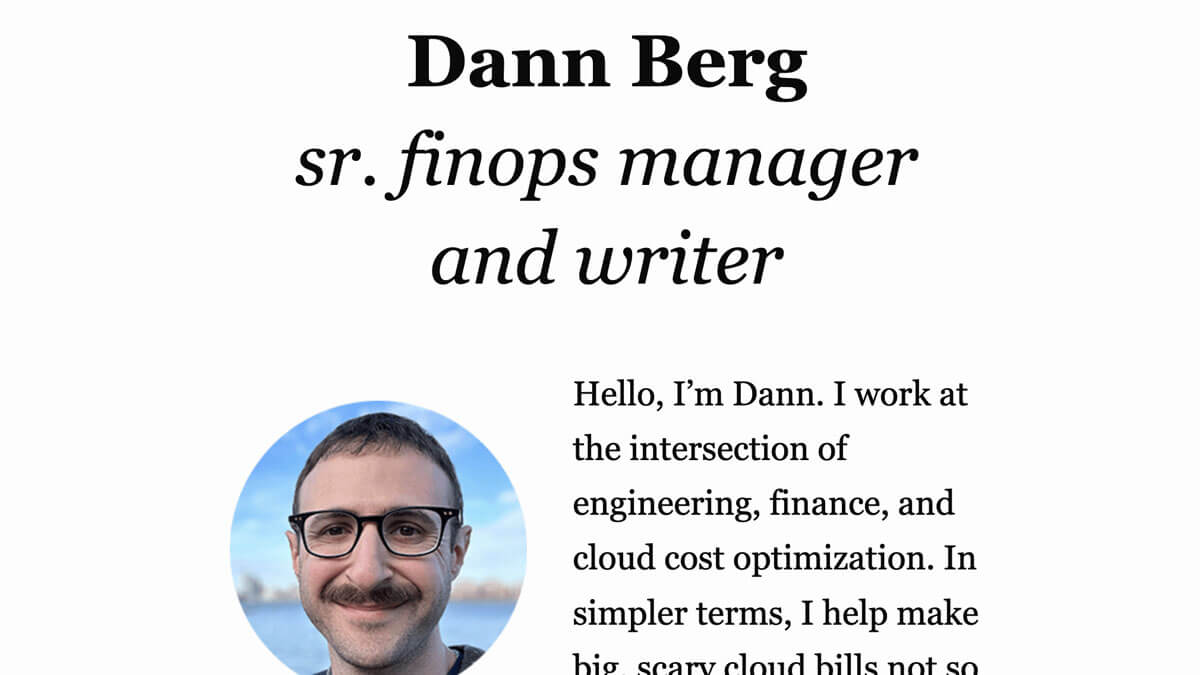 Dann Berg
sr. finops manager
and writer
Hello, I’m Dann. I work at
the intersection of
engineering, finance, and
cloud cost optimization. In
simpler terms, I help make
big, scary cloud bills not so